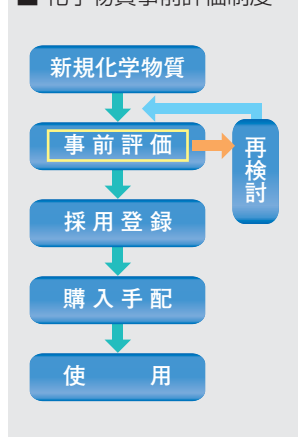 ■ 化学物質事前評価制度
新規化学物質
事前評価
再検討
採用登録
購入手配
使　用